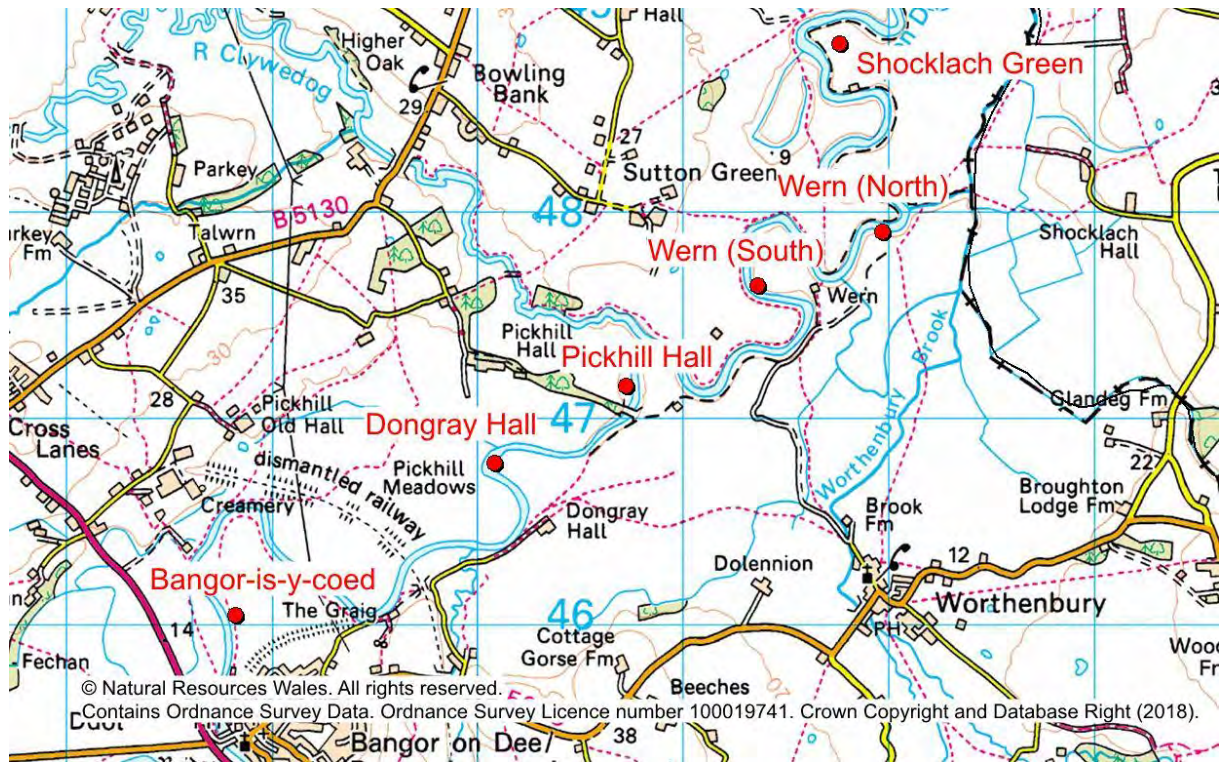 Hall
R Clywedog
Higher
Oak
Bowling
Bank
29
20
Shocklach Green
27
Parkey
9
Sutton Green
Wern (North)
B 5130
48
Talwrn
Fm
Wern (South)
Shocklach
Hall
35
Wern
Pickhill
Hall
Brook
30
Pickhill Hall
28
Pickhill
Old Hall
47
Glandeg Fm
Cross
Lanes
Dongray Hall
dismantled railway
Pickhill
Meadows
Worthenbury
22
Broughton
Lodge Fm
Creamery
Dongray
Hall
Brook
Fm
12
Dolennion
Bangor-is-y-coed
The Graig
46
Worthenbury
14
PH
Cottage
Gorse Fm
Fechan
Beeches
20
© Natural Resources Wales. All rights reserved.
Contains Ordnance Survey Data. Ordnance Survey Licence number 100019741. Crown Copyright and Database Right (2018).
38
Bangor on Dee/